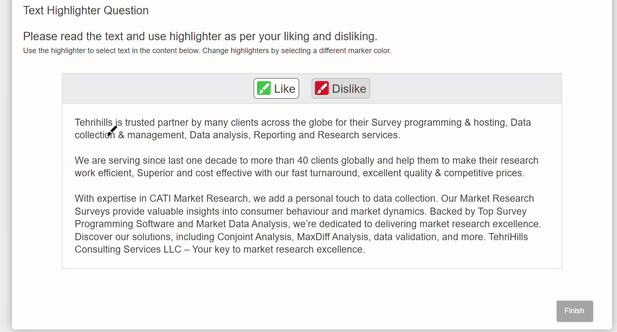 Text Highlighter Question
Please read the text and use highlighter as per your liking and disliking.
Use the highlighter to select text in the content below. Change highlighters by selecting a different marker color.
Like
Dislike
Tehrihills is trusted partner by many clients across the globe for their Survey programming & hosting, Data
collection & management, Data analysis, Reporting and Research services.
We are serving since last one decade to more than 40 clients globally and help them to make their research
work efficient, Superior and cost effective with our fast turnaround, excellent quality & competitive prices.
With expertise in CATI Market Research, we add a personal touch to data collection. Our Market Research
Surveys provide valuable insights into consumer behaviour and market dynamics. Backed by Top Survey
Programming Software and Market Data Analysis, we're dedicated to delivering market research excellence.
Discover our solutions, including Conjoint Analysis, MaxDiff Analysis, data validation, and more. TehriHills
Consulting Services LLC – Your key to market research excellence.
Finish